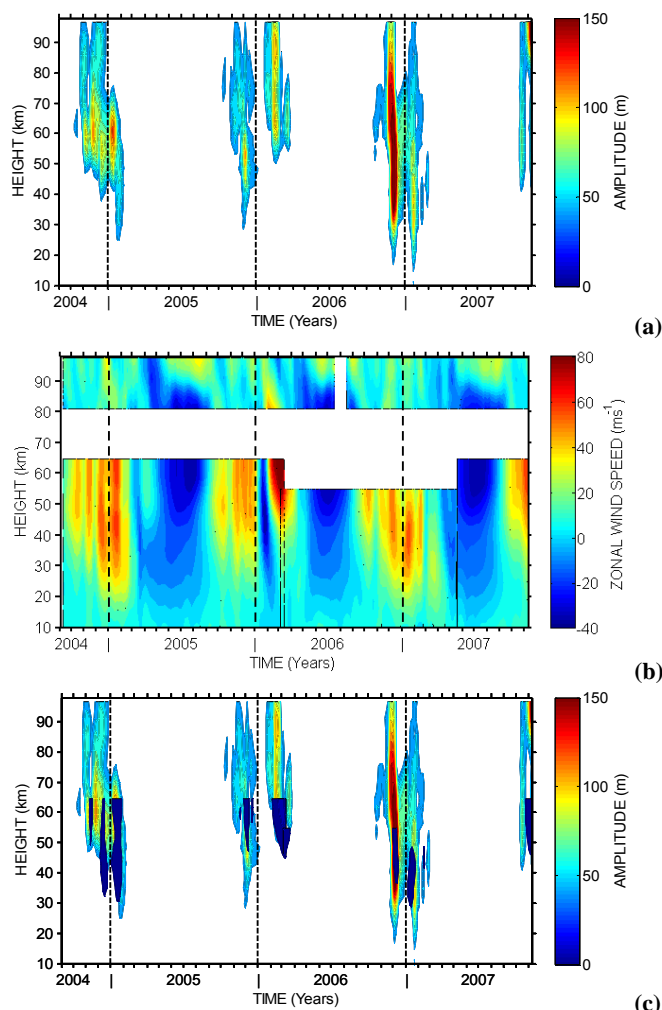 150
90
80
70
60
50
40
30
20
10
100
50
0
HEIGHT (km)
AMPLITUDE (m)
2004 | 2005 | 2006 | 2007
TIME (Years)
(a)
90
80
70
60
50
40
30
20
10
80
60
40
20
0
-20
-40
HEIGHT (km)
ZONAL WIND SPEED (ms-1)
2004 | 2005 | 2006 | 2007
TIME (Years)
(b)
90
80
70
60
50
40
30
20
10
150
100
50
0
HEIGHT (km)
AMPLITUDE (m)
2004 | 2005 | 2006 | 2007
TIME (Years)
(c)